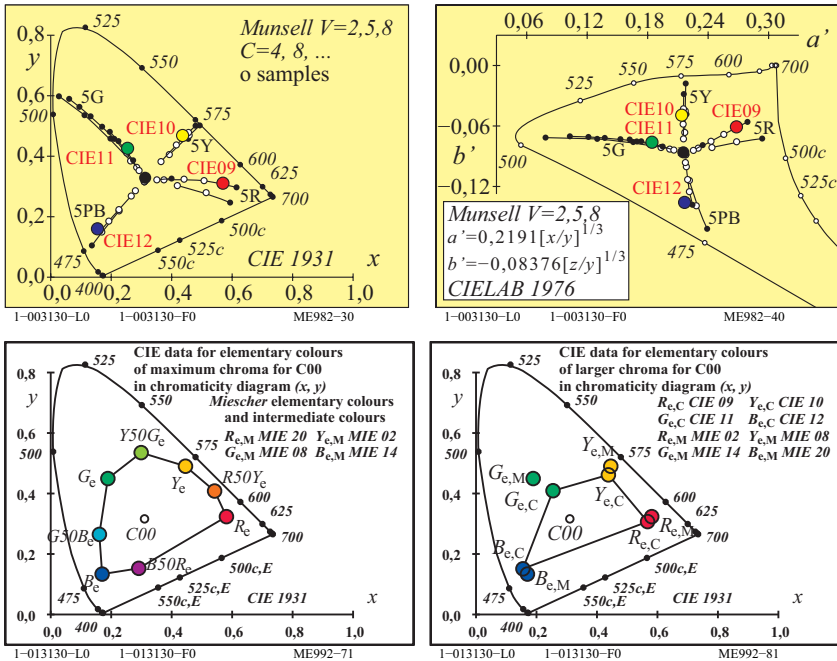 Munsell V=2,5,8
C=4, 8, ...
o samples
0,8
y
0,6
0,4
0,2
0,0
525
550
575
600
625
700
500
500c
525c
550c
475
400
5G
5Y
5R
5PB
CIE10
CIE11
CIE09
CIE12
CIE 1931
x
0,0 0,2 0,4 0,6 0,8 1,0
1-003130-L0 1-003130-F0 ME982-30
0,06 0,12 0,18 0,24 0,30
a'
0,00
-0,06
b'
-0,12
525
550
575
600
700
500
500c
525c
475
5Y
5R
5G
5PB
CIE10
CIE09
CIE11
CIE12
Munsell V=2,5,8
a'=0,2191[x/y]1/3
b'=-0,08376[z/y]1/3
CIELAB 1976
1-003130-L0 1-003130-F0 ME982-40
CIE data for elementary colours
of maximum chroma for C00
in chromaticity diagram (x, y)
Miescher elementary colours
and intermediate colours
Re,M MIE 20 Ye,M MIE 02
Ge,M MIE 08 Be,M MIE 14
0,8
y
0,6
0,4
0,2
0,0
525
550
575
600
625
700
500
500c,E
525c,E
550c,E
475
400
Y50Ge
Ge
Ye
R50Ye
Re
G50Be
C00
Be
B50Re
CIE 1931
x
0,2 0,4 0,6 0,8 1,0
1-013130-L0 1-013130-F0 ME992-71
CIE data for elementary colours
of larger chroma for C00
in chromaticity diagram (x, y)
Re,C CIE 09 Ye,C CIE 10
Ge,C CIE 11 Be,C CIE 12
Re,M MIE 02 Ye,M MIE 08
Ge,M MIE 14 Be,M MIE 20
0,8
y
0,6
0,4
0,2
0,0
525
550
575
600
625
700
500
500c,E
525c,E
550c,E
475
400
Ye,M
Ge,M
Ye,C
Ge,C
C00
Re,M
Re,C
Be,C
Be,M
CIE 1931
x
0,2 0,4 0,6 0,8 1,0
1-013130-L0 1-013130-F0 ME992-81